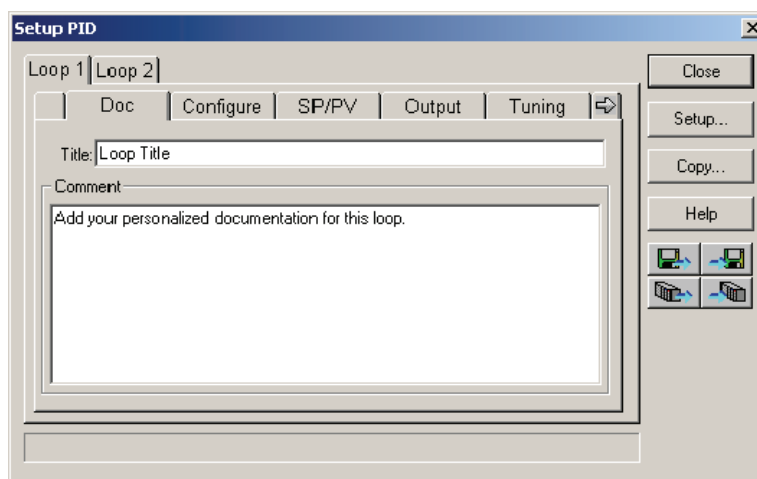 Setup PID
Loop 1 Loop 2
Doc Configure SP/PV Output Tuning
Title: Loop Title
Comment
Add your personalized documentation for this loop.
Close
Setup...
Copy...
Help